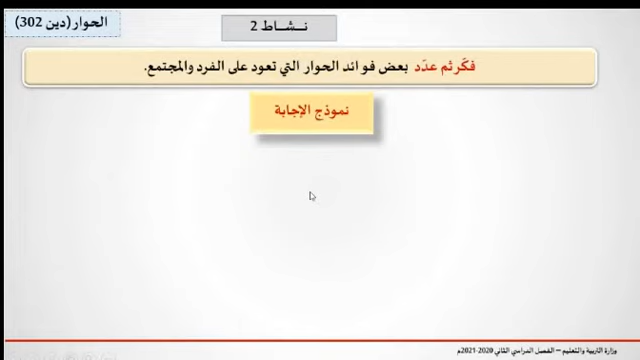 الحوار(دين 302)
نـشـاط 2
فكّر ثم عدّد بعض فوائد الحوار التي تعود على الفرد والمجتمع.
نموذج الإجابة
وزارة التربية والتعليم – الفصل الدراسي الثاني 2020-2021م